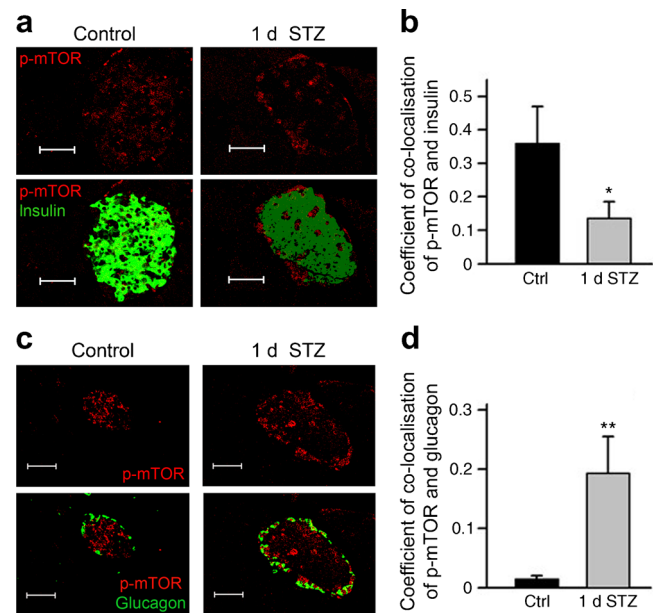 a
Control
1 d STZ
p-mTOR
p-mTOR
Insulin
b
Coefficient of co-localisation
of p-mTOR and insulin
0.5
0.4
0.3
0.2
0.1
0
*
Ctrl
1 d STZ
c
Control
1 d STZ
p-mTOR
p-mTOR
Glucagon
d
Coefficient of co-localisation
of p-mTOR and glucagon
0.3
0.2
0.1
0
**
Ctrl
1 d STZ